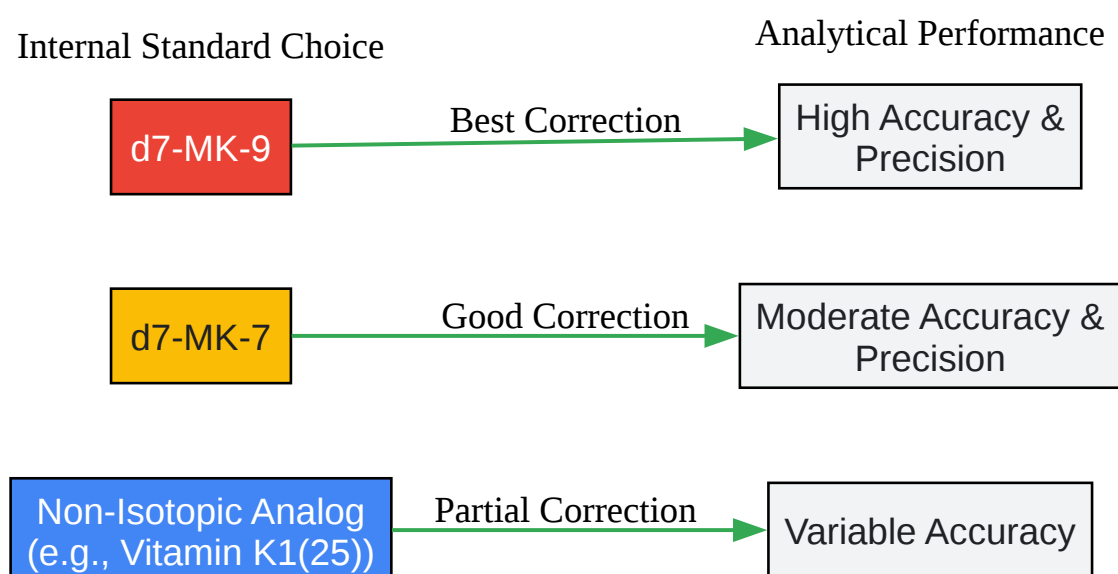 Internal Standard Choice
Analytical Performance
d7-MK-9
Best Correction
High Accuracy &
Precision
d7-MK-7
Good Correction
Moderate Accuracy &
Precision
Non-Isotopic Analog
(e.g., Vitamin K1(25))
Partial Correction
Variable Accuracy